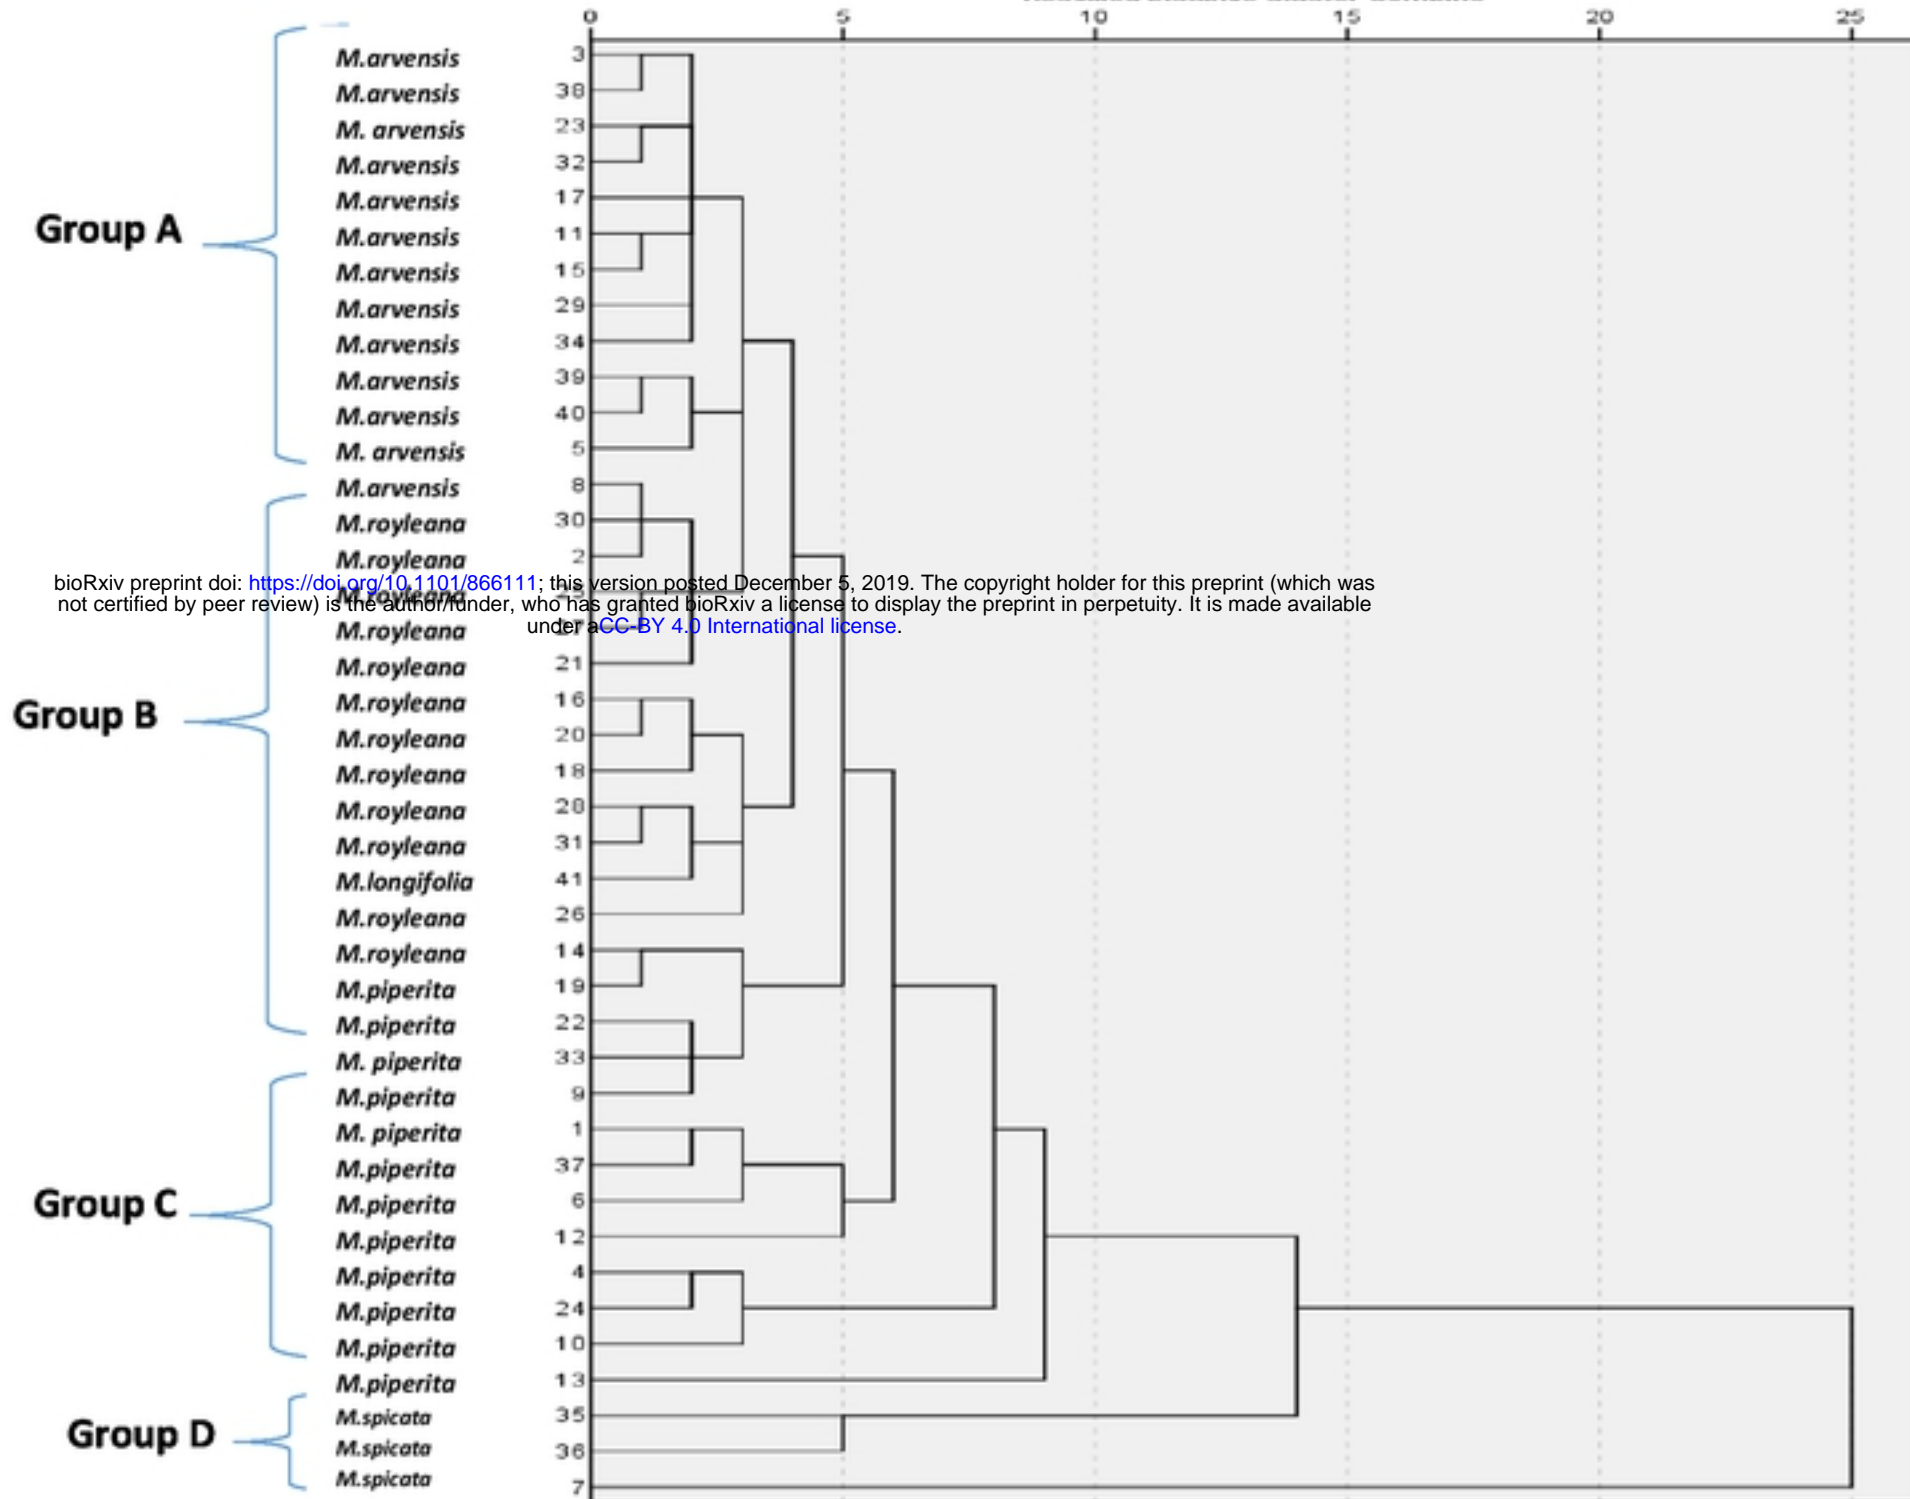 0 5 10 15 20 25
M.arvensis 3
M.arvensis 38
M. arvensis 23
M.arvensis 32
M.arvensis 17
Group A
M.arvensis 11
M.arvensis 15
M.arvensis 29
M.arvensis 34
M.arvensis 39
M.arvensis 40
M. arvensis 5
M.arvensis 8
M.royleana 30
M.royleana 2
bioRxiv preprint doi: https://doi.org/10.1101/866111; this version posted December 5, 2019. The copyright holder for this preprint (which was
M.royleana
not certified by peer review) is the author/funder, who has granted bioRxiv a license to display the preprint in perpetuity. It is made available
under aCC-BY 4.0 International license.
M.royleana
M.royleana 21
M.royleana 16
Group B
M.royleana 20
M.royleana 18
M.royleana 28
M.royleana 31
M.longifolia 41
M.royleana 26
M.royleana 14
M.piperita 19
M.piperita 22
M. piperita 33
M.piperita 9
M. piperita 1
M.piperita 37
Group C
M.piperita 6
M.piperita 12
M.piperita 4
M.piperita 24
M.piperita 10
M.piperita 13
M.spicata 35
Group D
M.spicata 36
M.spicata 7